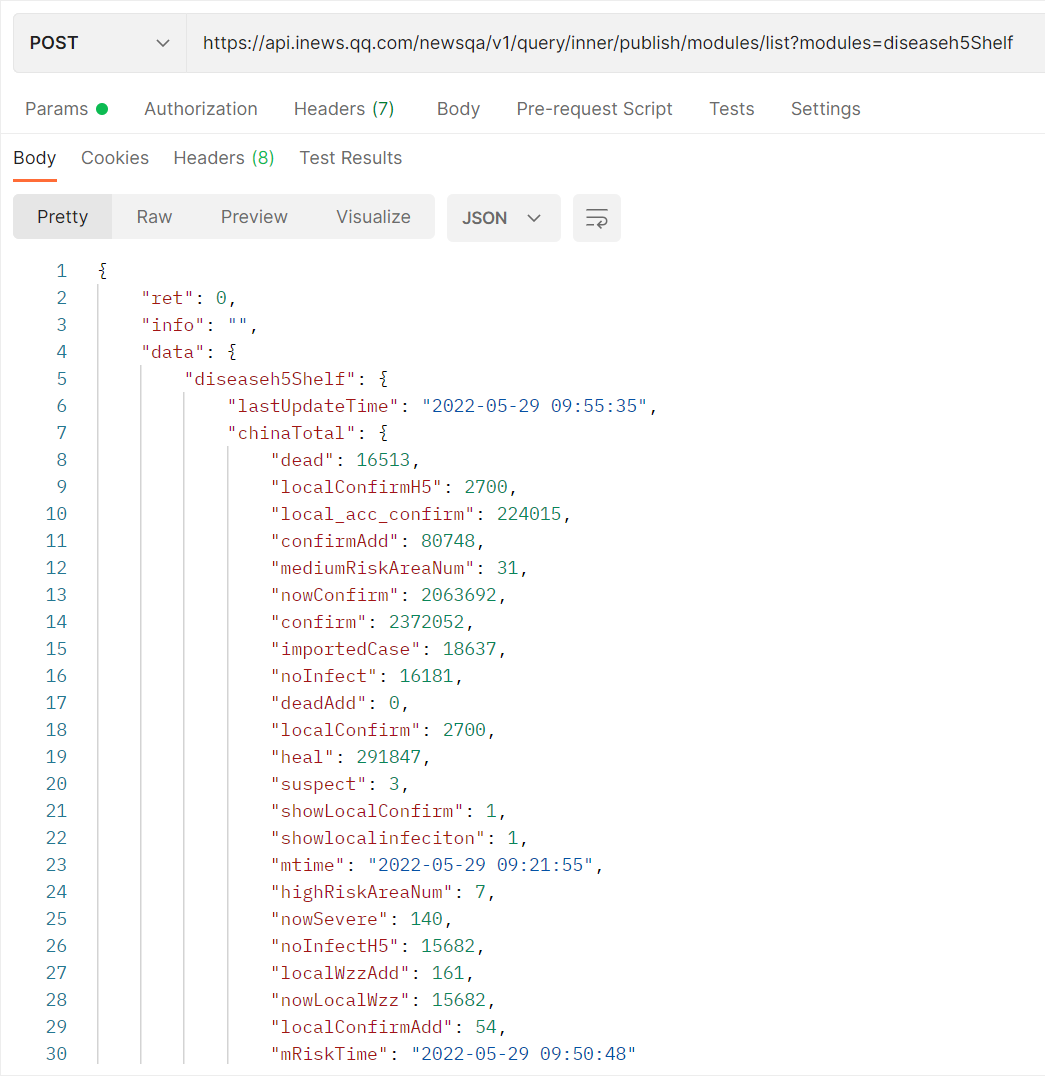 POST https://api.inews.qq.com/newsqa/v1/query/inner/publish/modules/list?modules=diseaseh5Shelf
Params Authorization Headers (7) Body Pre-request Script Tests Settings
Body Cookies Headers (8) Test Results
Pretty Raw Preview Visualize JSON
1 {
2 "ret": 0,
3 "info": "",
4 "data": {
5 "diseaseh5Shelf": {
6 "lastUpdateTime": "2022-05-29 09:55:35",
7 "chinaTotal": {
8 "dead": 16513,
9 "localConfirmH5": 2700,
10 "local_acc_confirm": 224015,
11 "confirmAdd": 80748,
12 "mediumRiskAreaNum": 31,
13 "nowConfirm": 2063692,
14 "confirm": 2372052,
15 "importedCase": 18637,
16 "noInfect": 16181,
17 "deadAdd": 0,
18 "localConfirm": 2700,
19 "heal": 291847,
20 "suspect": 3,
21 "showLocalConfirm": 1,
22 "showlocalinfeciton": 1,
23 "mtime": "2022-05-29 09:21:55",
24 "highRiskAreaNum": 7,
25 "nowSevere": 140,
26 "noInfectH5": 15682,
27 "localWzzAdd": 161,
28 "nowLocalWzz": 15682,
29 "localConfirmAdd": 54,
30 "mRiskTime": "2022-05-29 09:50:48"